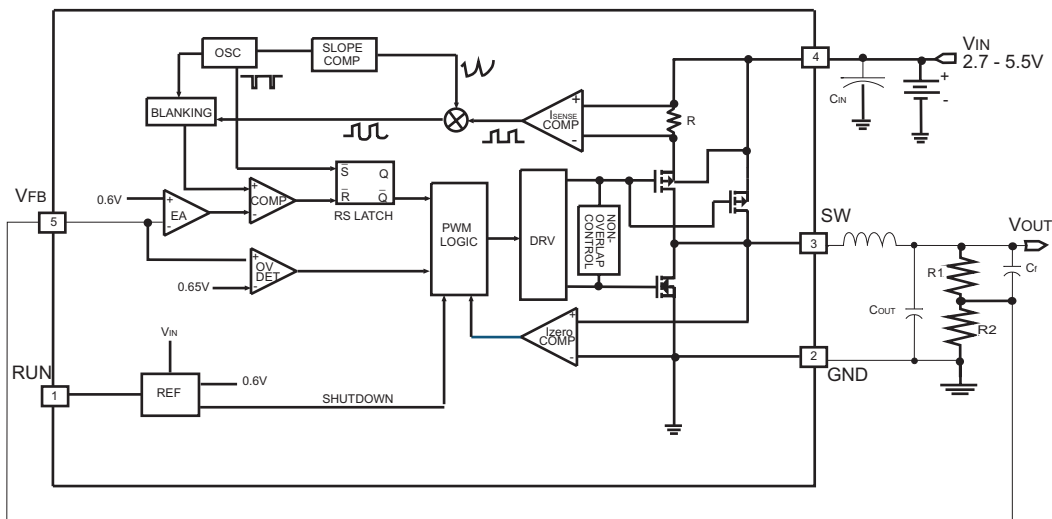 OSC
SLOPE
COMP
VIN
2.7 - 5.5V
4
+
-
CIN
BLANKING
+
ISENSE
COMP
-
R
VFB
5
0.6V
+
EA
-
+
COMP
-
S
Q
R
Q
RS LATCH
PWM
LOGIC
DRV
NON-
OVERLAP
CONTROL
SW
3
VOUT
R1
Cf
COUT
R2
+
OV
DET
-
0.65V
+
Izero
COMP
-
2
GND
VIN
RUN
1
REF
0.6V
SHUTDOWN